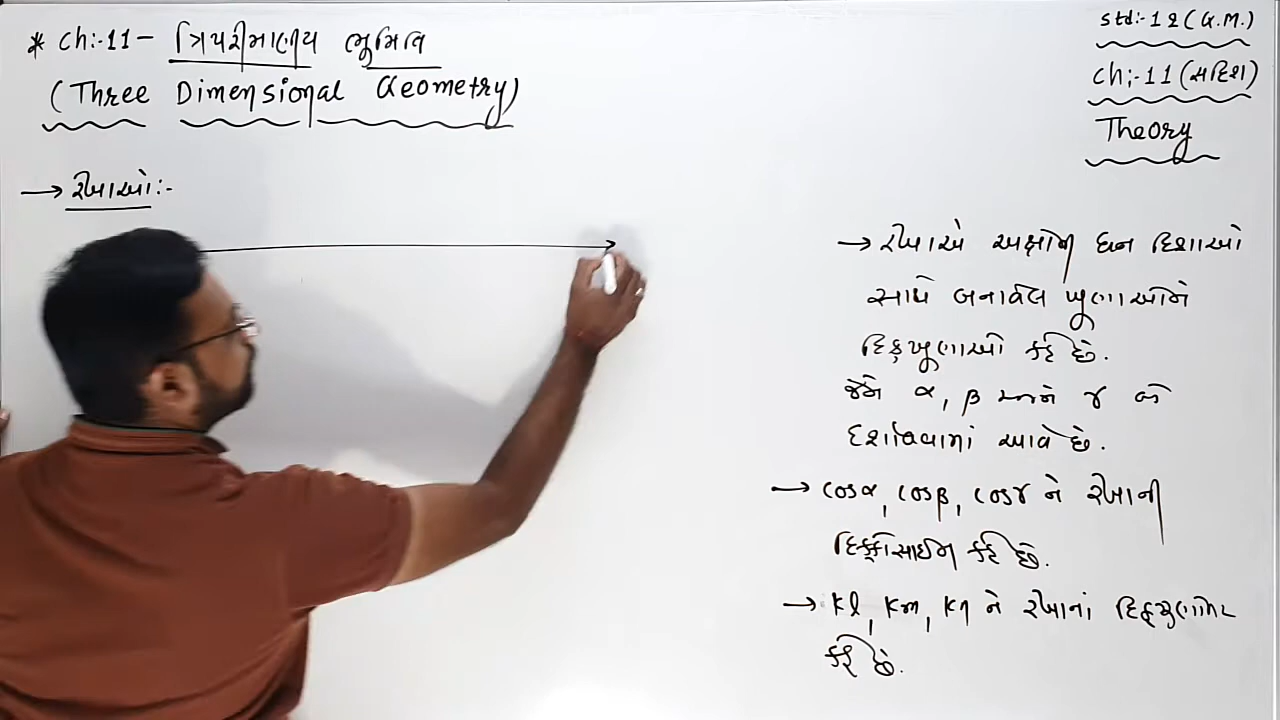 * Ch:-11- ત્રિપરીમાણીય ભુમિતિ
(Three Dimensional Geometry)
Std:-12(G.M.)
Ch:-11(સદિશ)
Theory
→ રેખાઓ:-
→ રેખાએ અક્ષોની ધન દિશાઓ
સાથે બનાવેલ ખૂણાઓને
દિક્ખૂણાઓ કહે છે.
જેને α, β અને γ વડે
દર્શાવવામાં આવે છે.
→ cosα, cosβ, cosγ ને રેખાની
દિક્કોસાઈન કહે છે.
→ Kl, Km, Kn ને રેખાનાં દિક્ગુણોત્તર
કહે છે.